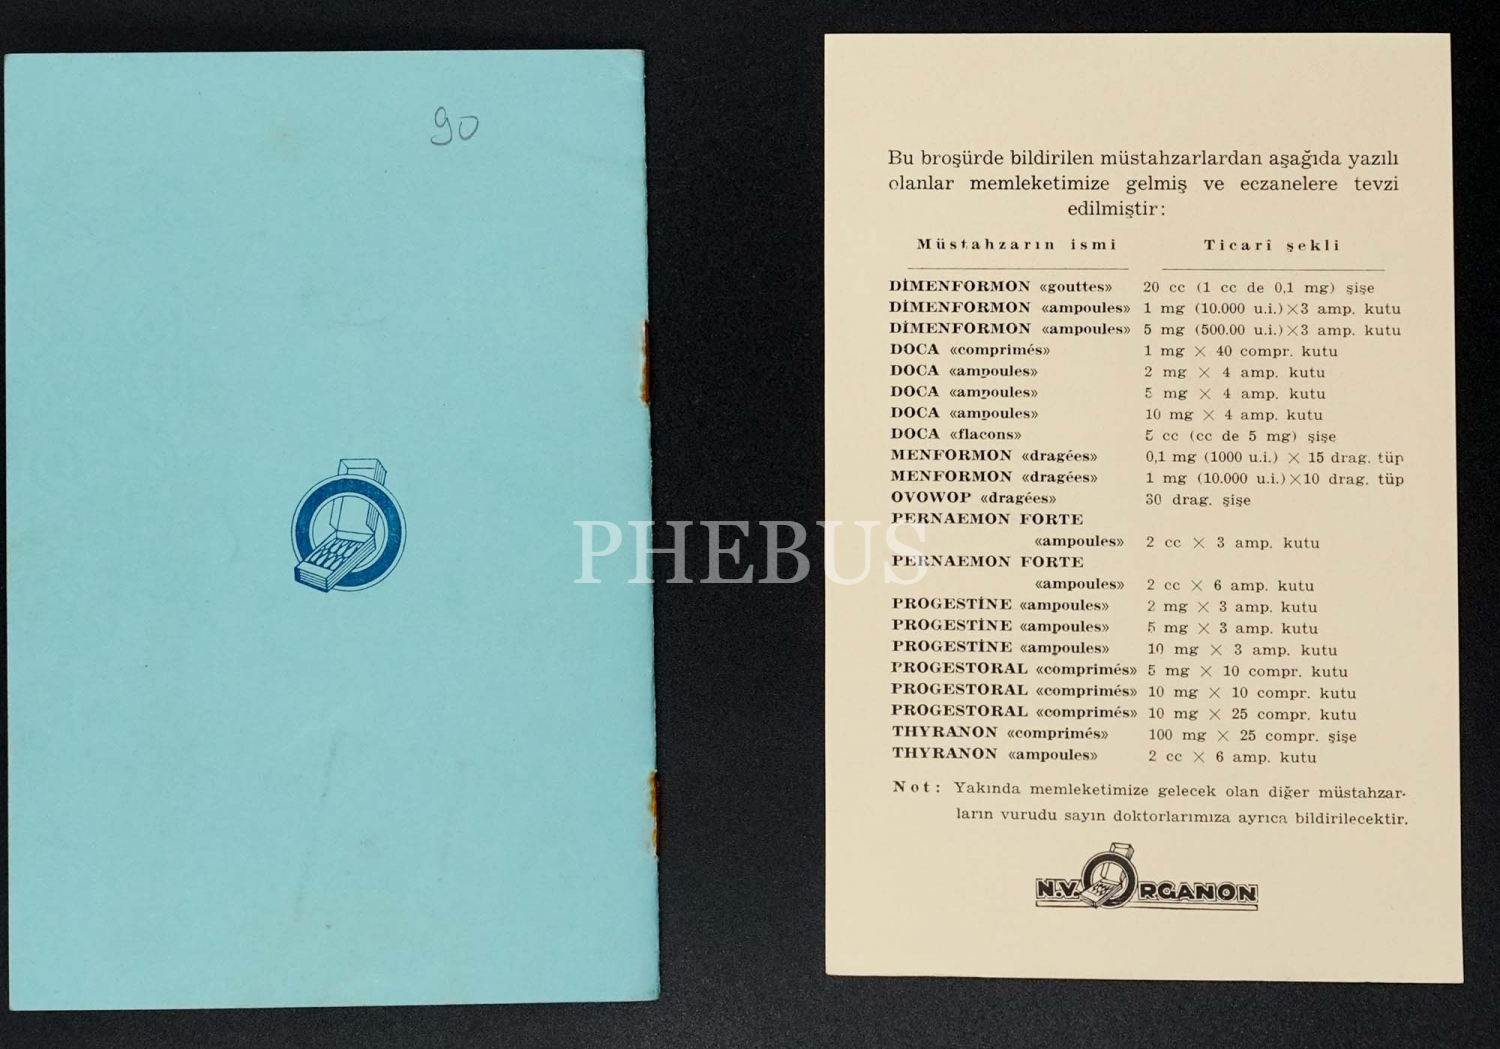 90
Bu broşürde bildirilen müstahzarlardan aşağıda yazılı
olanlar memleketimize gelmiş ve eczanelere tevzi
edilmiştir:
Müstahzarın ismi Ticarî şekli
DİMENFORMON «gouttes» 20 cc (1 cc de 0,1 mg) şişe
DİMENFORMON «ampoules» 1 mg (10.000 u.i.)×3 amp. kutu
DİMENFORMON «ampoules» 5 mg (500.00 u.i.)×3 amp. kutu
DOCA «comprimés» 1 mg × 40 compr. kutu
DOCA «ampoules» 2 mg × 4 amp. kutu
DOCA «ampoules» 5 mg × 4 amp. kutu
DOCA «ampoules» 10 mg × 4 amp. kutu
DOCA «flacons» 5 cc (cc de 5 mg) şişe
MENFORMON «dragées» 0,1 mg (1000 u.i.) × 15 drag. tüp
MENFORMON «dragées» 1 mg (10.000 u.i.)×10 drag. tüp
OVOWOP «dragées» 30 drag. şişe
PERNAEMON FORTE
«ampoules» 2 cc × 3 amp. kutu
PERNAEMON FORTE
«ampoules» 2 cc × 6 amp. kutu
PROGESTİNE «ampoules» 2 mg × 3 amp. kutu
PROGESTİNE «ampoules» 5 mg × 3 amp. kutu
PROGESTİNE «ampoules» 10 mg × 3 amp. kutu
PROGESTORAL «comprimés» 5 mg × 10 compr. kutu
PROGESTORAL «comprimés» 10 mg × 10 compr. kutu
PROGESTORAL «comprimés» 10 mg × 25 compr. kutu
THYRANON «comprimés» 100 mg × 25 compr. şişe
THYRANON «ampoules» 2 cc × 6 amp. kutu
Not: Yakında memleketimize gelecek olan diğer müstahzar-
ların vurudu sayın doktorlarımıza ayrıca bildirilecektir.
N.V. ORGANON
PHEBUS